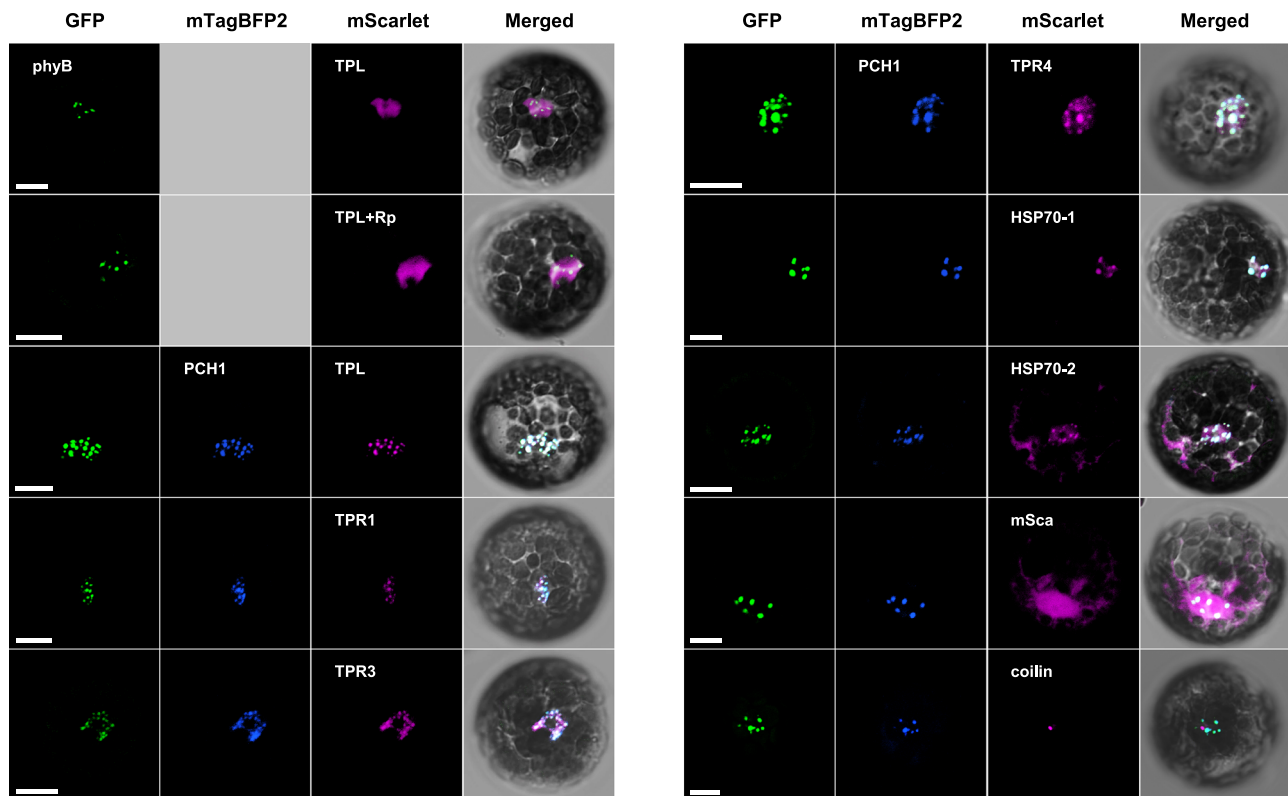 GFP mTagBFP2 mScarlet Merged
phyB TPL
TPL+Rp
PCH1 TPL
TPR1
TPR3
GFP mTagBFP2 mScarlet Merged
PCH1 TPR4
HSP70-1
HSP70-2
mSca
coilin